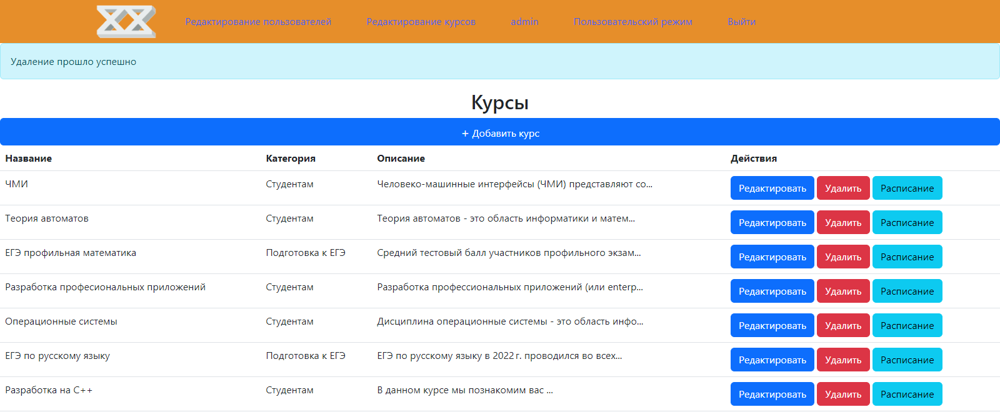 XX
Редактирование пользователей Редактирование курсов admin Пользовательский режим Выйти
Удаление прошло успешно
Курсы
+ Добавить курс
Название Категория Описание Действия
ЧМИ Студентам Человеко-машинные интерфейсы (ЧМИ) представляют со... Редактировать Удалить Расписание
Теория автоматов Студентам Теория автоматов - это область информатики и матем... Редактировать Удалить Расписание
ЕГЭ профильная математика Подготовка к ЕГЭ Средний тестовый балл участников профильного экзам... Редактировать Удалить Расписание
Разработка професиональных приложений Студентам Разработка профессиональных приложений (или enterp... Редактировать Удалить Расписание
Операционные системы Студентам Дисциплина операционные системы - это область инфо... Редактировать Удалить Расписание
ЕГЭ по русскому языку Подготовка к ЕГЭ ЕГЭ по русскому языку в 2022 г. проводился во всех... Редактировать Удалить Расписание
Разработка на C++ Студентам В данном курсе мы познакомим вас ... Редактировать Удалить Расписание